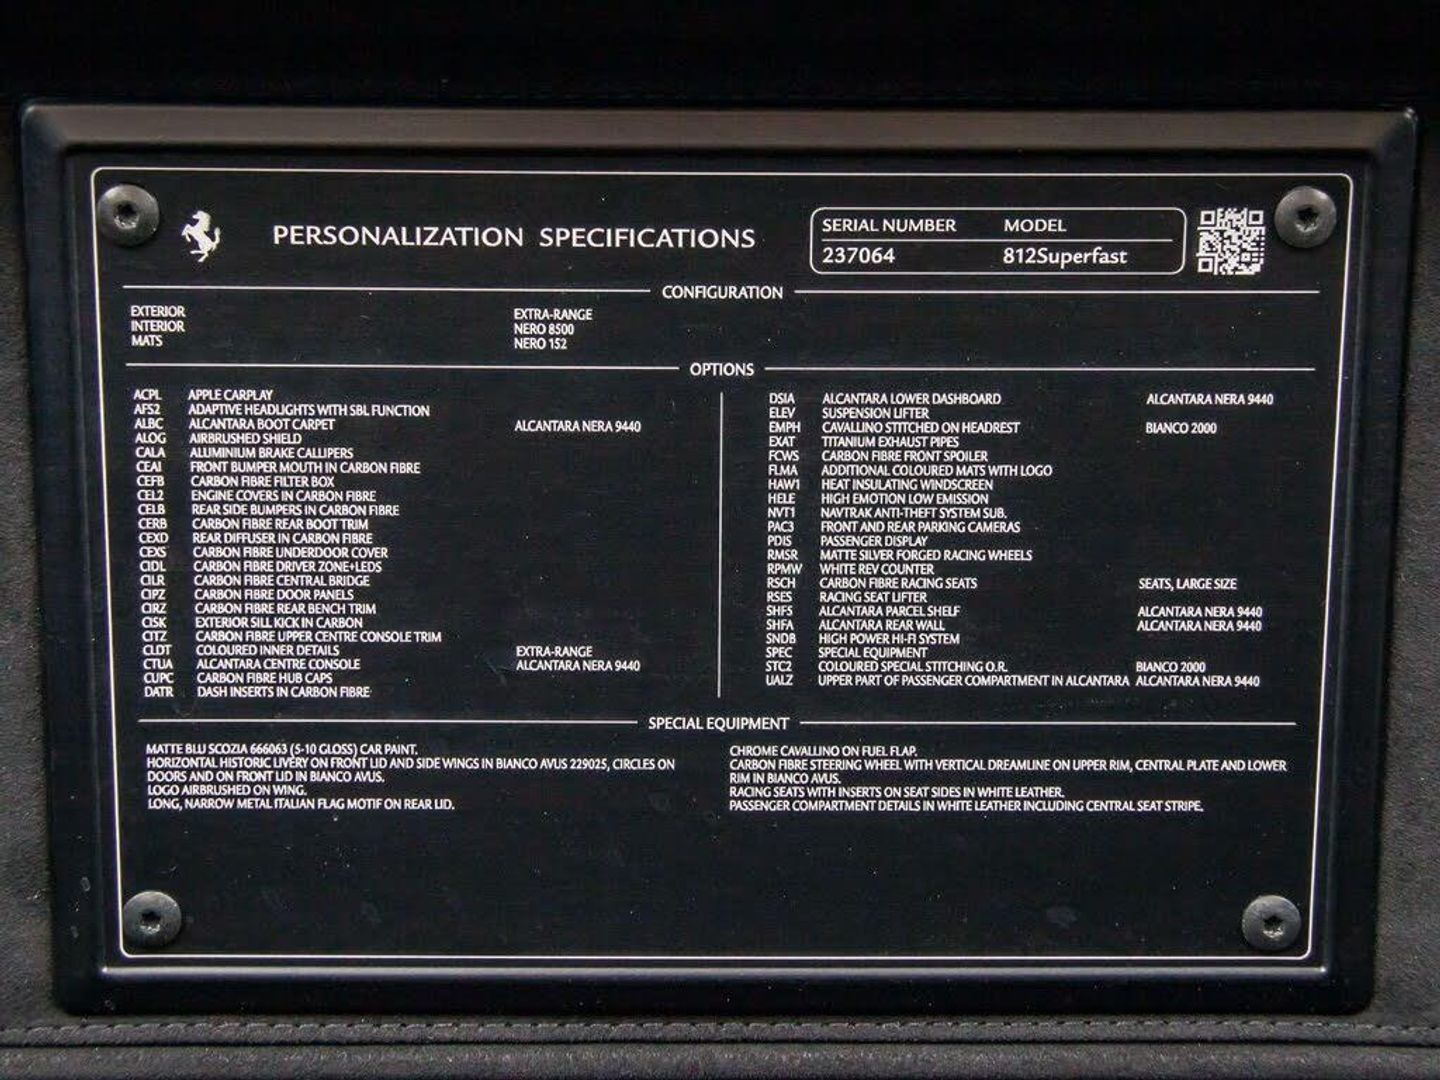 PERSONALIZATION SPECIFICATIONS
SERIAL NUMBER MODEL
237064 812Superfast
CONFIGURATION
EXTERIOR EXTRA-RANGE
INTERIOR NERO 8500
MATS NERO 152
OPTIONS
ACPL APPLE CARPLAY
AFS2 ADAPTIVE HEADLIGHTS WITH SBL FUNCTION
ALBC ALCANTARA BOOT CARPET ALCANTARA NERA 9440
ALOG AIRBRUSHED SHIELD
CALA ALUMINIUM BRAKE CALLIPERS
CEAI FRONT BUMPER MOUTH IN CARBON FIBRE
CEFB CARBON FIBRE FILTER BOX
CEL2 ENGINE COVERS IN CARBON FIBRE
CELB REAR SIDE BUMPERS IN CARBON FIBRE
CERB CARBON FIBRE REAR BOOT TRIM
CEXD REAR DIFFUSER IN CARBON FIBRE
CEXS CARBON FIBRE UNDERDOOR COVER
CIDL CARBON FIBRE DRIVER ZONE+LEDS
CILR CARBON FIBRE CENTRAL BRIDGE
CIPZ CARBON FIBRE DOOR PANELS
CIRZ CARBON FIBRE REAR BENCH TRIM
CISK EXTERIOR SILL KICK IN CARBON
CITZ CARBON FIBRE UPPER CENTRE CONSOLE TRIM
CLDT COLOURED INNER DETAILS EXTRA-RANGE
CTUA ALCANTARA CENTRE CONSOLE ALCANTARA NERA 9440
CUPC CARBON FIBRE HUB CAPS
DATR DASH INSERTS IN CARBON FIBRE
DSIA ALCANTARA LOWER DASHBOARD ALCANTARA NERA 9440
ELEV SUSPENSION LIFTER
EMPH CAVALLINO STITCHED ON HEADREST BIANCO 2000
EXAT TITANIUM EXHAUST PIPES
FCWS CARBON FIBRE FRONT SPOILER
FLMA ADDITIONAL COLOURED MATS WITH LOGO
HAW1 HEAT INSULATING WINDSCREEN
HELE HIGH EMOTION LOW EMISSION
NVT1 NAVTRAK ANTI-THEFT SYSTEM SUB.
PAC3 FRONT AND REAR PARKING CAMERAS
PDIS PASSENGER DISPLAY
RMSR MATTE SILVER FORGED RACING WHEELS
RPMW WHITE REV COUNTER
RSCH CARBON FIBRE RACING SEATS SEATS, LARGE SIZE
RSES RACING SEAT LIFTER
SHF5 ALCANTARA PARCEL SHELF ALCANTARA NERA 9440
SHFA ALCANTARA REAR WALL ALCANTARA NERA 9440
SNDB HIGH POWER HI-FI SYSTEM
SPEC SPECIAL EQUIPMENT
STC2 COLOURED SPECIAL STITCHING O.R. BIANCO 2000
UALZ UPPER PART OF PASSENGER COMPARTMENT IN ALCANTARA ALCANTARA NERA 9440
SPECIAL EQUIPMENT
MATTE BLU SCOZIA 666063 (5-10 GLOSS) CAR PAINT.
HORIZONTAL HISTORIC LIVERY ON FRONT LID AND SIDE WINGS IN BIANCO AVUS 229025, CIRCLES ON
DOORS AND ON FRONT LID IN BIANCO AVUS.
LOGO AIRBRUSHED ON WING.
LONG, NARROW METAL ITALIAN FLAG MOTIF ON REAR LID.
CHROME CAVALLINO ON FUEL FLAP.
CARBON FIBRE STEERING WHEEL WITH VERTICAL DREAMLINE ON UPPER RIM, CENTRAL PLATE AND LOWER
RIM IN BIANCO AVUS.
RACING SEATS WITH INSERTS ON SEAT SIDES IN WHITE LEATHER.
PASSENGER COMPARTMENT DETAILS IN WHITE LEATHER INCLUDING CENTRAL SEAT STRIPE.